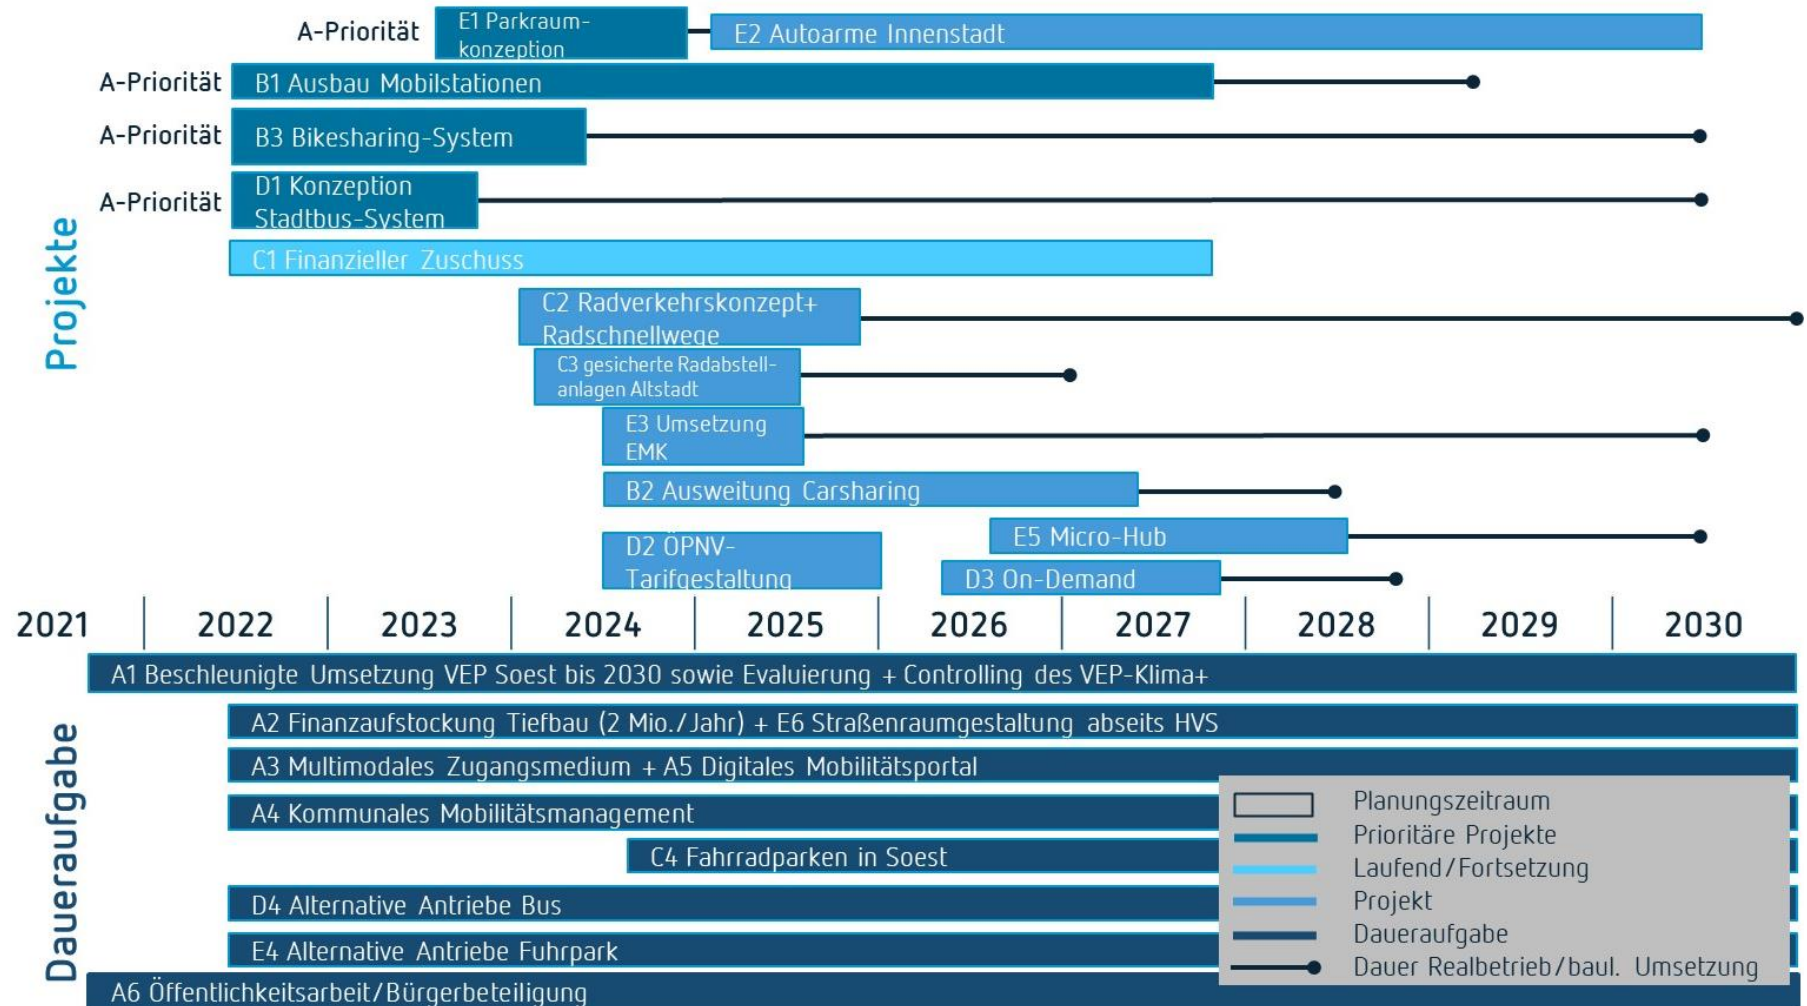 A-Priorität
E1 Parkraum-
konzeption
E2 Autoarme Innenstadt
A-Priorität
B1 Ausbau Mobilstationen
A-Priorität
B3 Bikesharing-System
A-Priorität
D1 Konzeption
Stadtbus-System
Projekte
C1 Finanzieller Zuschuss
C2 Radverkehrskonzept+
Radschnellwege
C3 gesicherte Radabstell-
anlagen Altstadt
E3 Umsetzung
EMK
B2 Ausweitung Carsharing
E5 Micro-Hub
D2 ÖPNV-
Tarifgestaltung
D3 On-Demand
2021 2022 2023 2024 2025 2026 2027 2028 2029 2030
Daueraufgabe
A1 Beschleunigte Umsetzung VEP Soest bis 2030 sowie Evaluierung + Controlling des VEP-Klima+
A2 Finanzaufstockung Tiefbau (2 Mio./Jahr) + E6 Straßenraumgestaltung abseits HVS
A3 Multimodales Zugangsmedium + A5 Digitales Mobilitätsportal
A4 Kommunales Mobilitätsmanagement
C4 Fahrradparken in Soest
D4 Alternative Antriebe Bus
E4 Alternative Antriebe Fuhrpark
A6 Öffentlichkeitsarbeit/Bürgerbeteiligung
Planungszeitraum
Prioritäre Projekte
Laufend/Fortsetzung
Projekt
Daueraufgabe
Dauer Realbetrieb/baul. Umsetzung